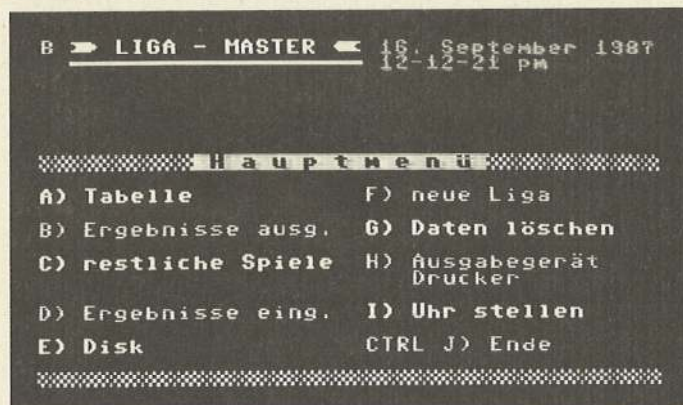 B LIGA - MASTER 16. September 1987
12-12-21 pm
Hauptmenü
A) Tabelle F) neue Liga
B) Ergebnisse ausg. G) Daten löschen
C) restliche Spiele H) Ausgabegerät
Drucker
D) Ergebnisse eing. I) Uhr stellen
E) Disk CTRL J) Ende